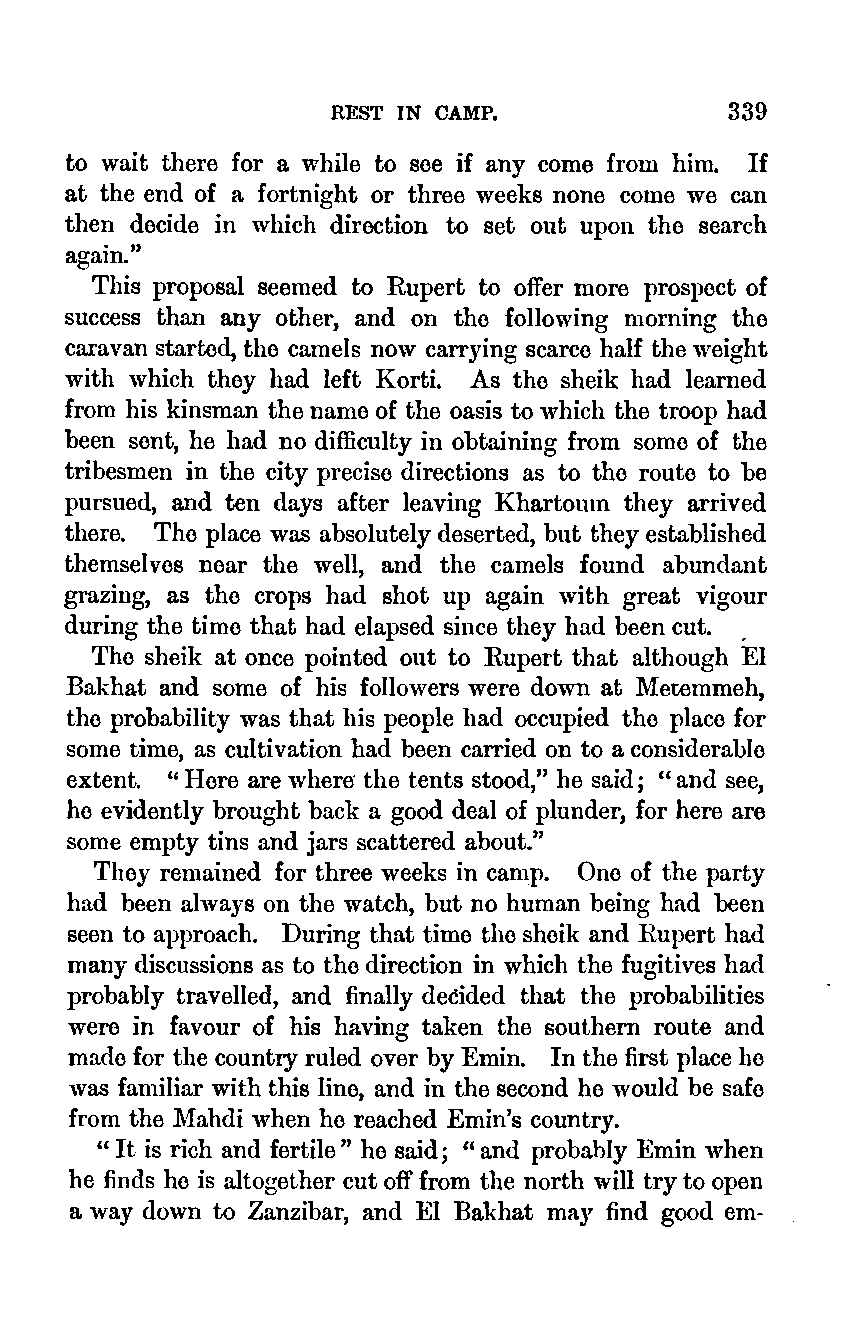 REST IN CAMP. 339
to wait there for a while to see if any come from him. If
at the end of a fortnight or three weeks none come we can
then decide in which direction to set out upon the search
again.”
This proposal seemed to Rupert to offer more prospect of
success than any other, and on the following morning the
caravan started, the camels now carrying scarce half the weight
with which they had left Korti. As the sheik had learned
from his kinsman the name of the oasis to which the troop had
been sent, he had no difficulty in obtaining from some of the
tribesmen in the city precise directions as to the route to be
pursued, and ten days after leaving Khartoum they arrived
there. The place was absolutely deserted, but they established
themselves near the well, and the camels found abundant
grazing, as the crops had shot up again with great vigour
during the time that had elapsed since they had been cut.
The sheik at once pointed out to Rupert that although El
Bakhat and some of his followers were down at Metemmeh,
the probability was that his people had occupied the place for
some time, as cultivation had been carried on to a considerable
extent. “Here are where the tents stood,” he said; “and see,
he evidently brought back a good deal of plunder, for here are
some empty tins and jars scattered about.”
They remained for three weeks in camp. One of the party
had been always on the watch, but no human being had been
seen to approach. During that time the sheik and Rupert had
many discussions as to the direction in which the fugitives had
probably travelled, and finally decided that the probabilities
were in favour of his having taken the southern route and
made for the country ruled over by Emin. In the first place he
was familiar with this line, and in the second he would be safe
from the Mahdi when he reached Emin’s country.
“It is rich and fertile” he said; “and probably Emin when
he finds he is altogether cut off from the north will try to open
a way down to Zanzibar, and El Bakhat may find good em-